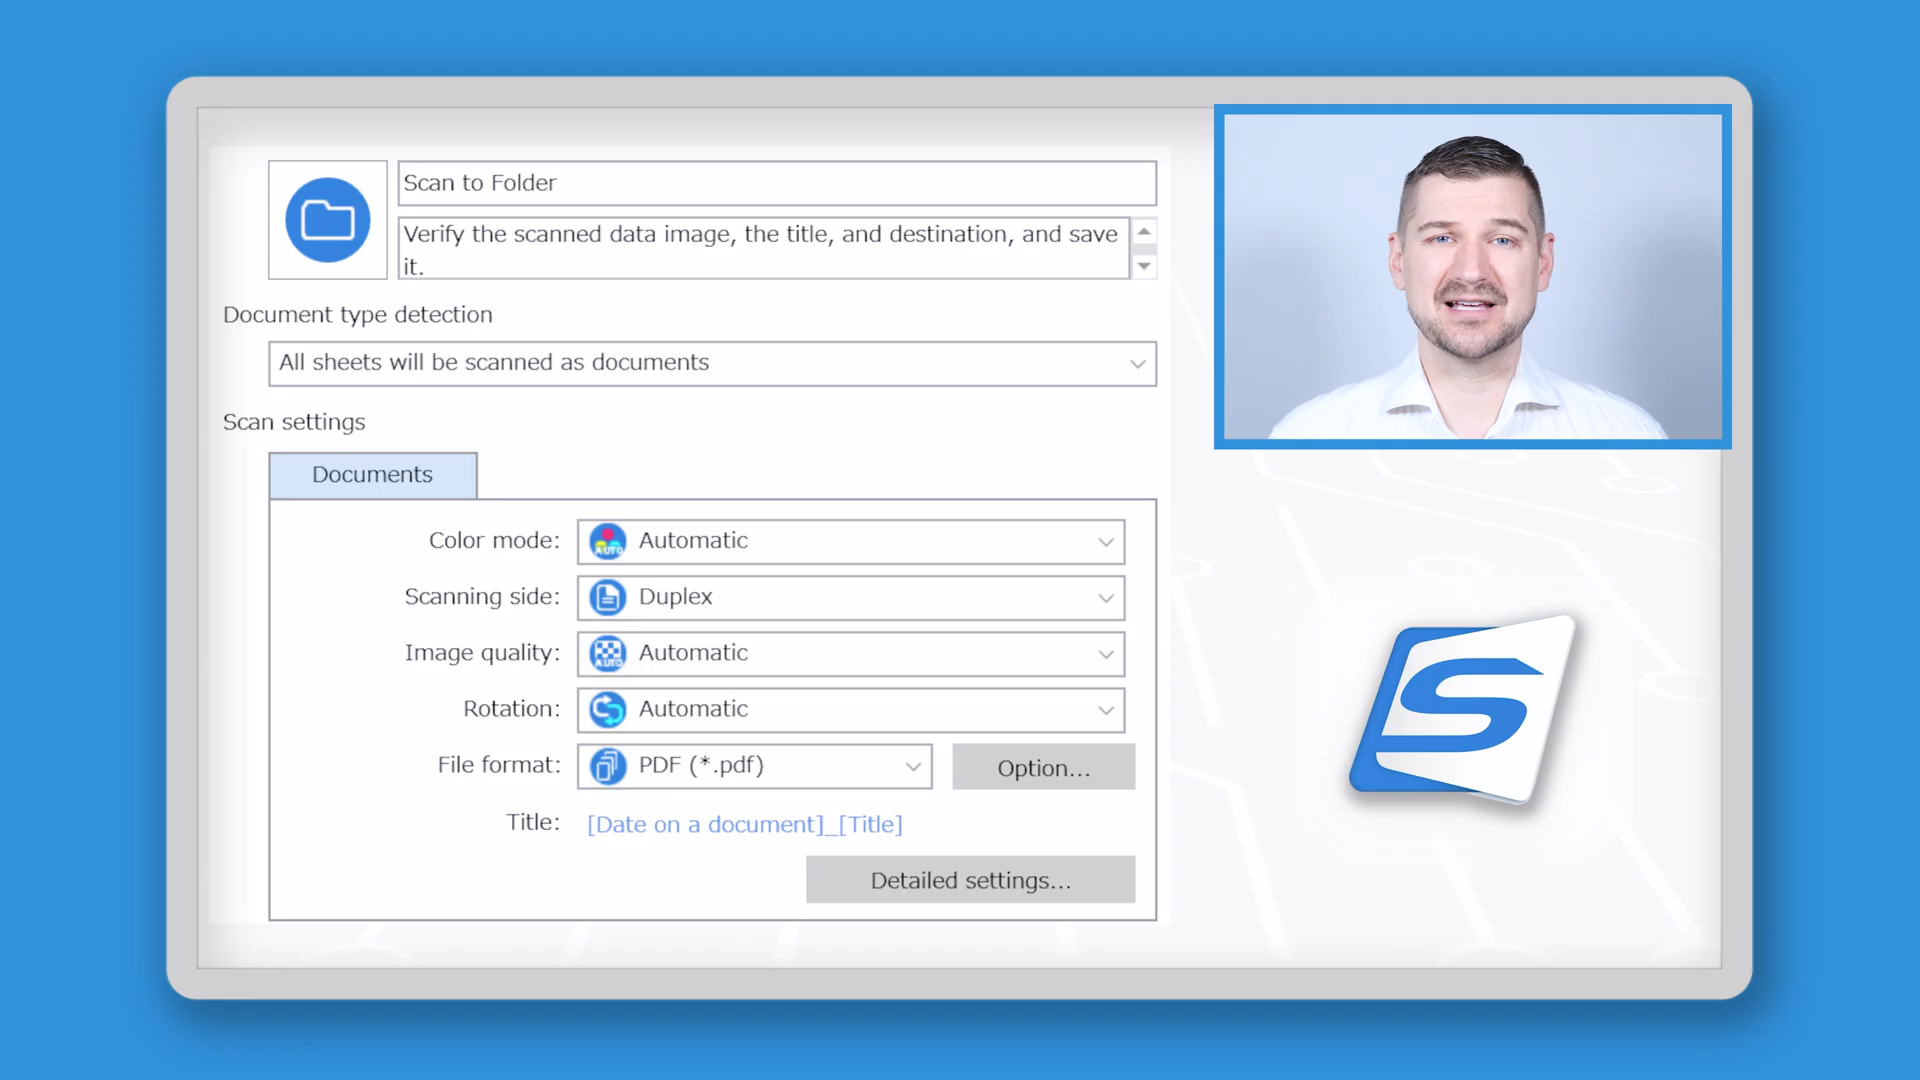 Scan to Folder
Verify the scanned data image, the title, and destination, and save
it.
Document type detection
All sheets will be scanned as documents
Scan settings
Documents
Color mode: AUTO Automatic
Scanning side: Duplex
Image quality: AUTO Automatic
Rotation: Automatic
File format: PDF (*.pdf) Option...
Title: [Date on a document]_[Title]
Detailed settings...
S